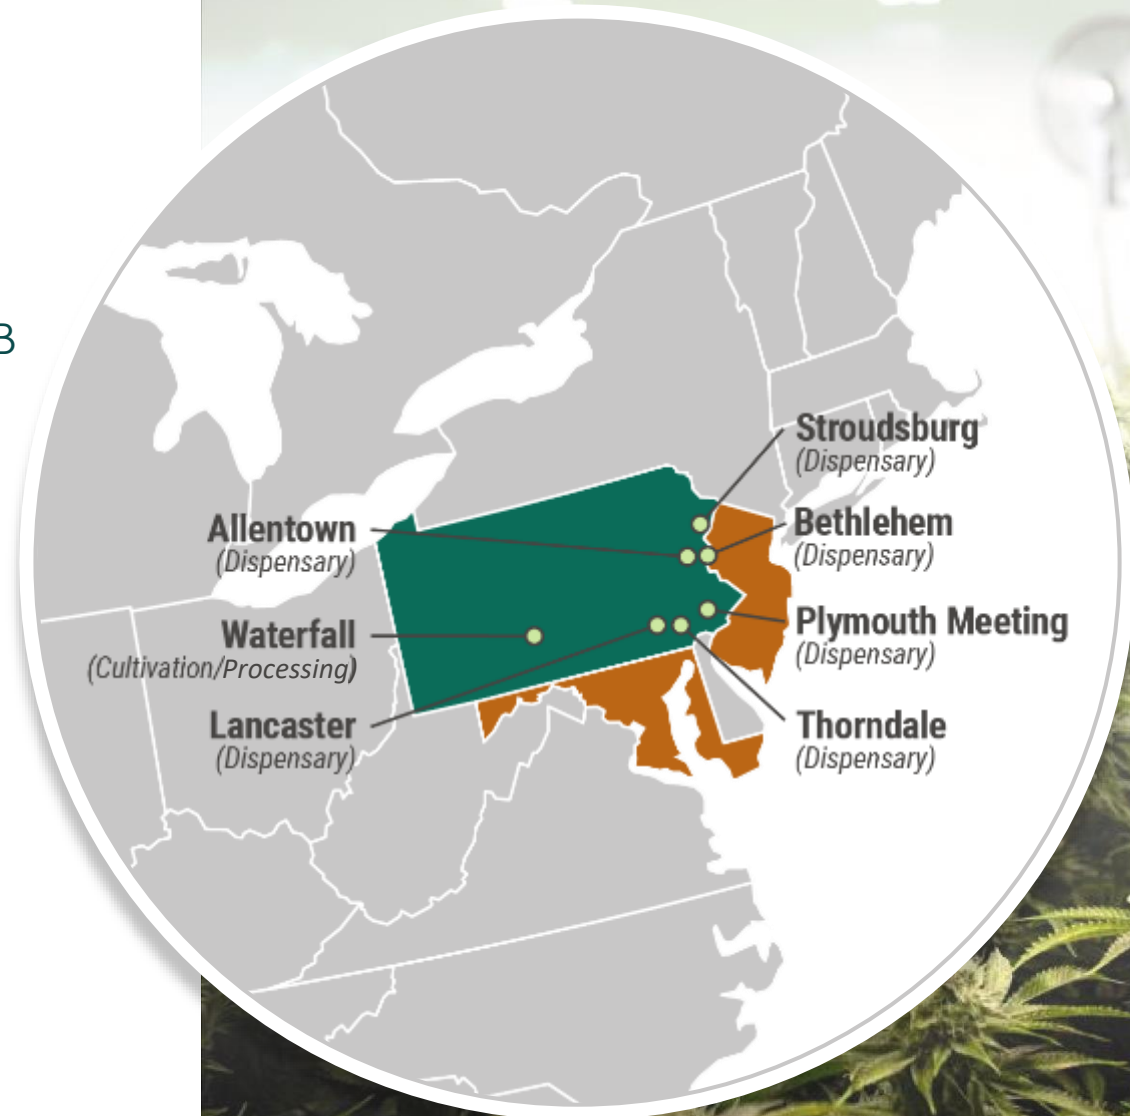 B
Stroudsburg
(Dispensary)
Allentown
(Dispensary)
Bethlehem
(Dispensary)
Waterfall
(Cultivation/Processing)
Plymouth Meeting
(Dispensary)
Lancaster
(Dispensary)
Thorndale
(Dispensary)